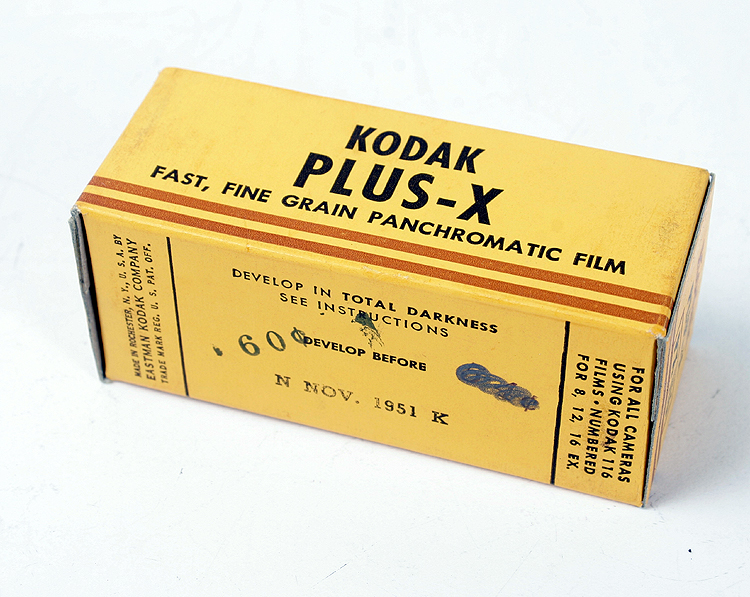 KODAK
PLUS-X
FAST, FINE GRAIN PANCHROMATIC FILM
MADE IN ROCHESTER, N. Y., U. S. A. BY
EASTMAN KODAK COMPANY
TRADE MARK REG. U. S. PAT. OFF.
DEVELOP IN TOTAL DARKNESS
SEE INSTRUCTIONS
60¢
DEVELOP BEFORE
N NOV. 1951 K
FOR ALL CAMERAS
USING KODAK 116
FILMS • NUMBERED
FOR 8, 12, 16 EX.